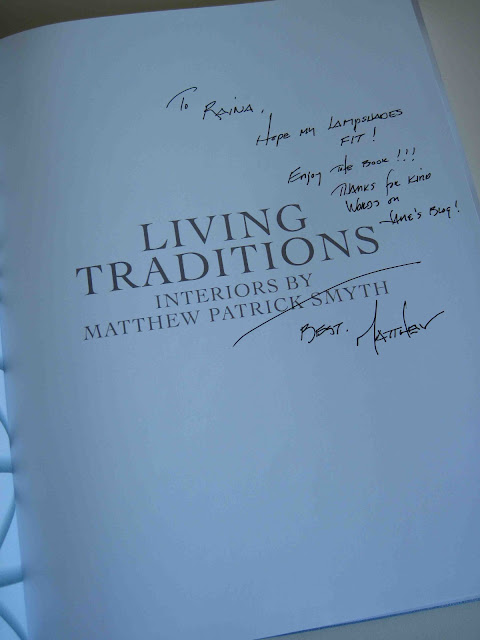 To Raina,
Hope my Lampshades
Fit!
Enjoy the Book!!!
Thanks for kind
Words on
Jane's Blog!
LIVING
TRADITIONS
INTERIORS BY
MATTHEW PATRICK SMYTH
Best. Matthew